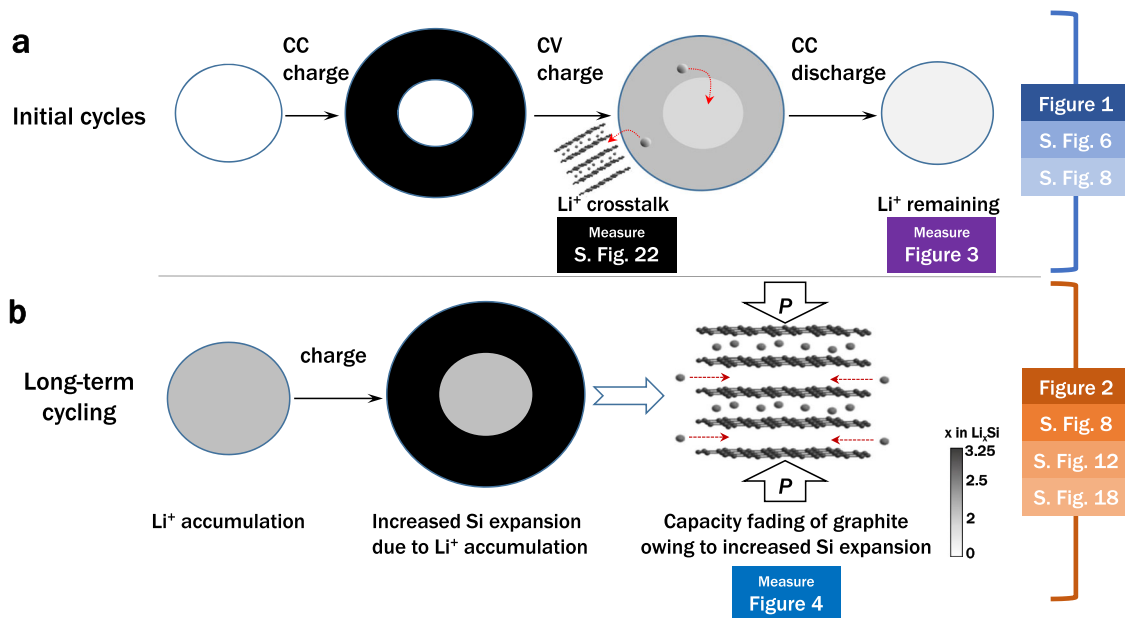 a
Initial cycles
CC
charge
CV
charge
CC
discharge
Li⁺ crosstalk
Measure
S. Fig. 22
Li⁺ remaining
Measure
Figure 3
Figure 1
S. Fig. 6
S. Fig. 8
b
Long-term
cycling
charge
P
P
Li⁺ accumulation
Increased Si expansion
due to Li⁺ accumulation
Capacity fading of graphite
owing to increased Si expansion
Measure
Figure 4
x in LiₓSi
3.25
2.5
2
0
Figure 2
S. Fig. 8
S. Fig. 12
S. Fig. 18